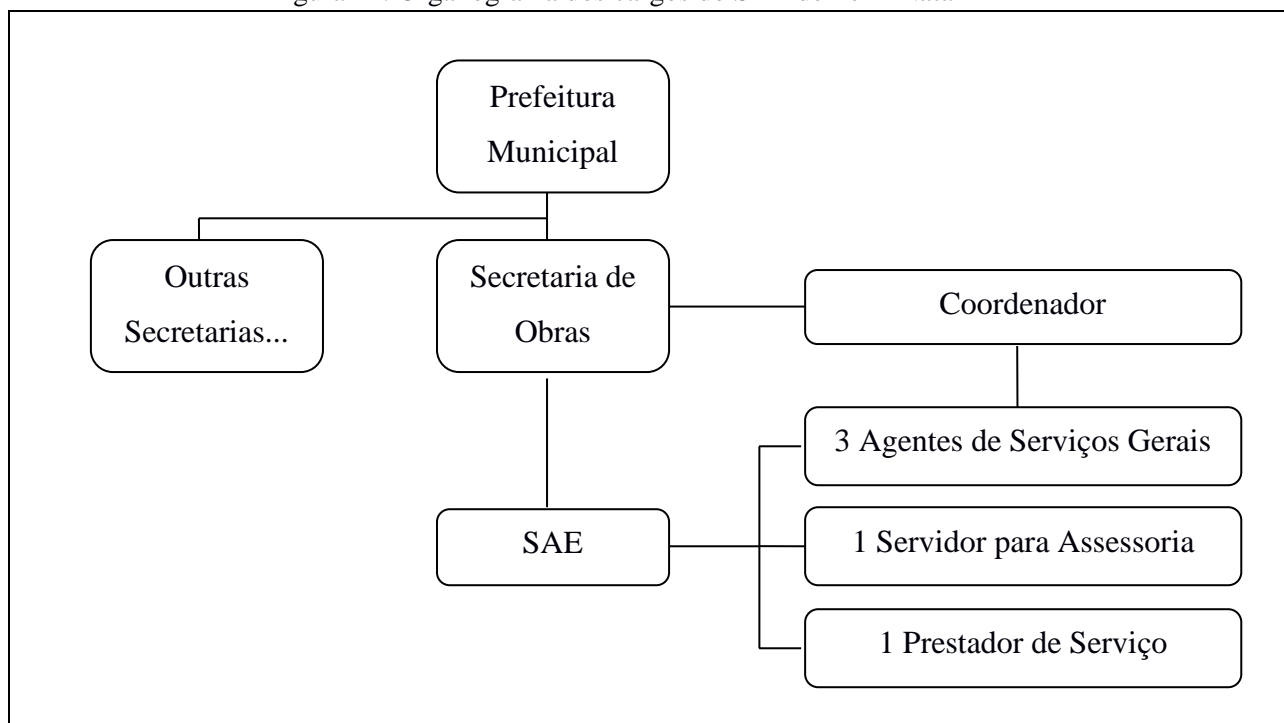 Prefeitura
Municipal
Outras
Secretarias...
Secretaria de
Obras
Coordenador
3 Agentes de Serviços Gerais
SAE
1 Servidor para Assessoria
1 Prestador de Serviço